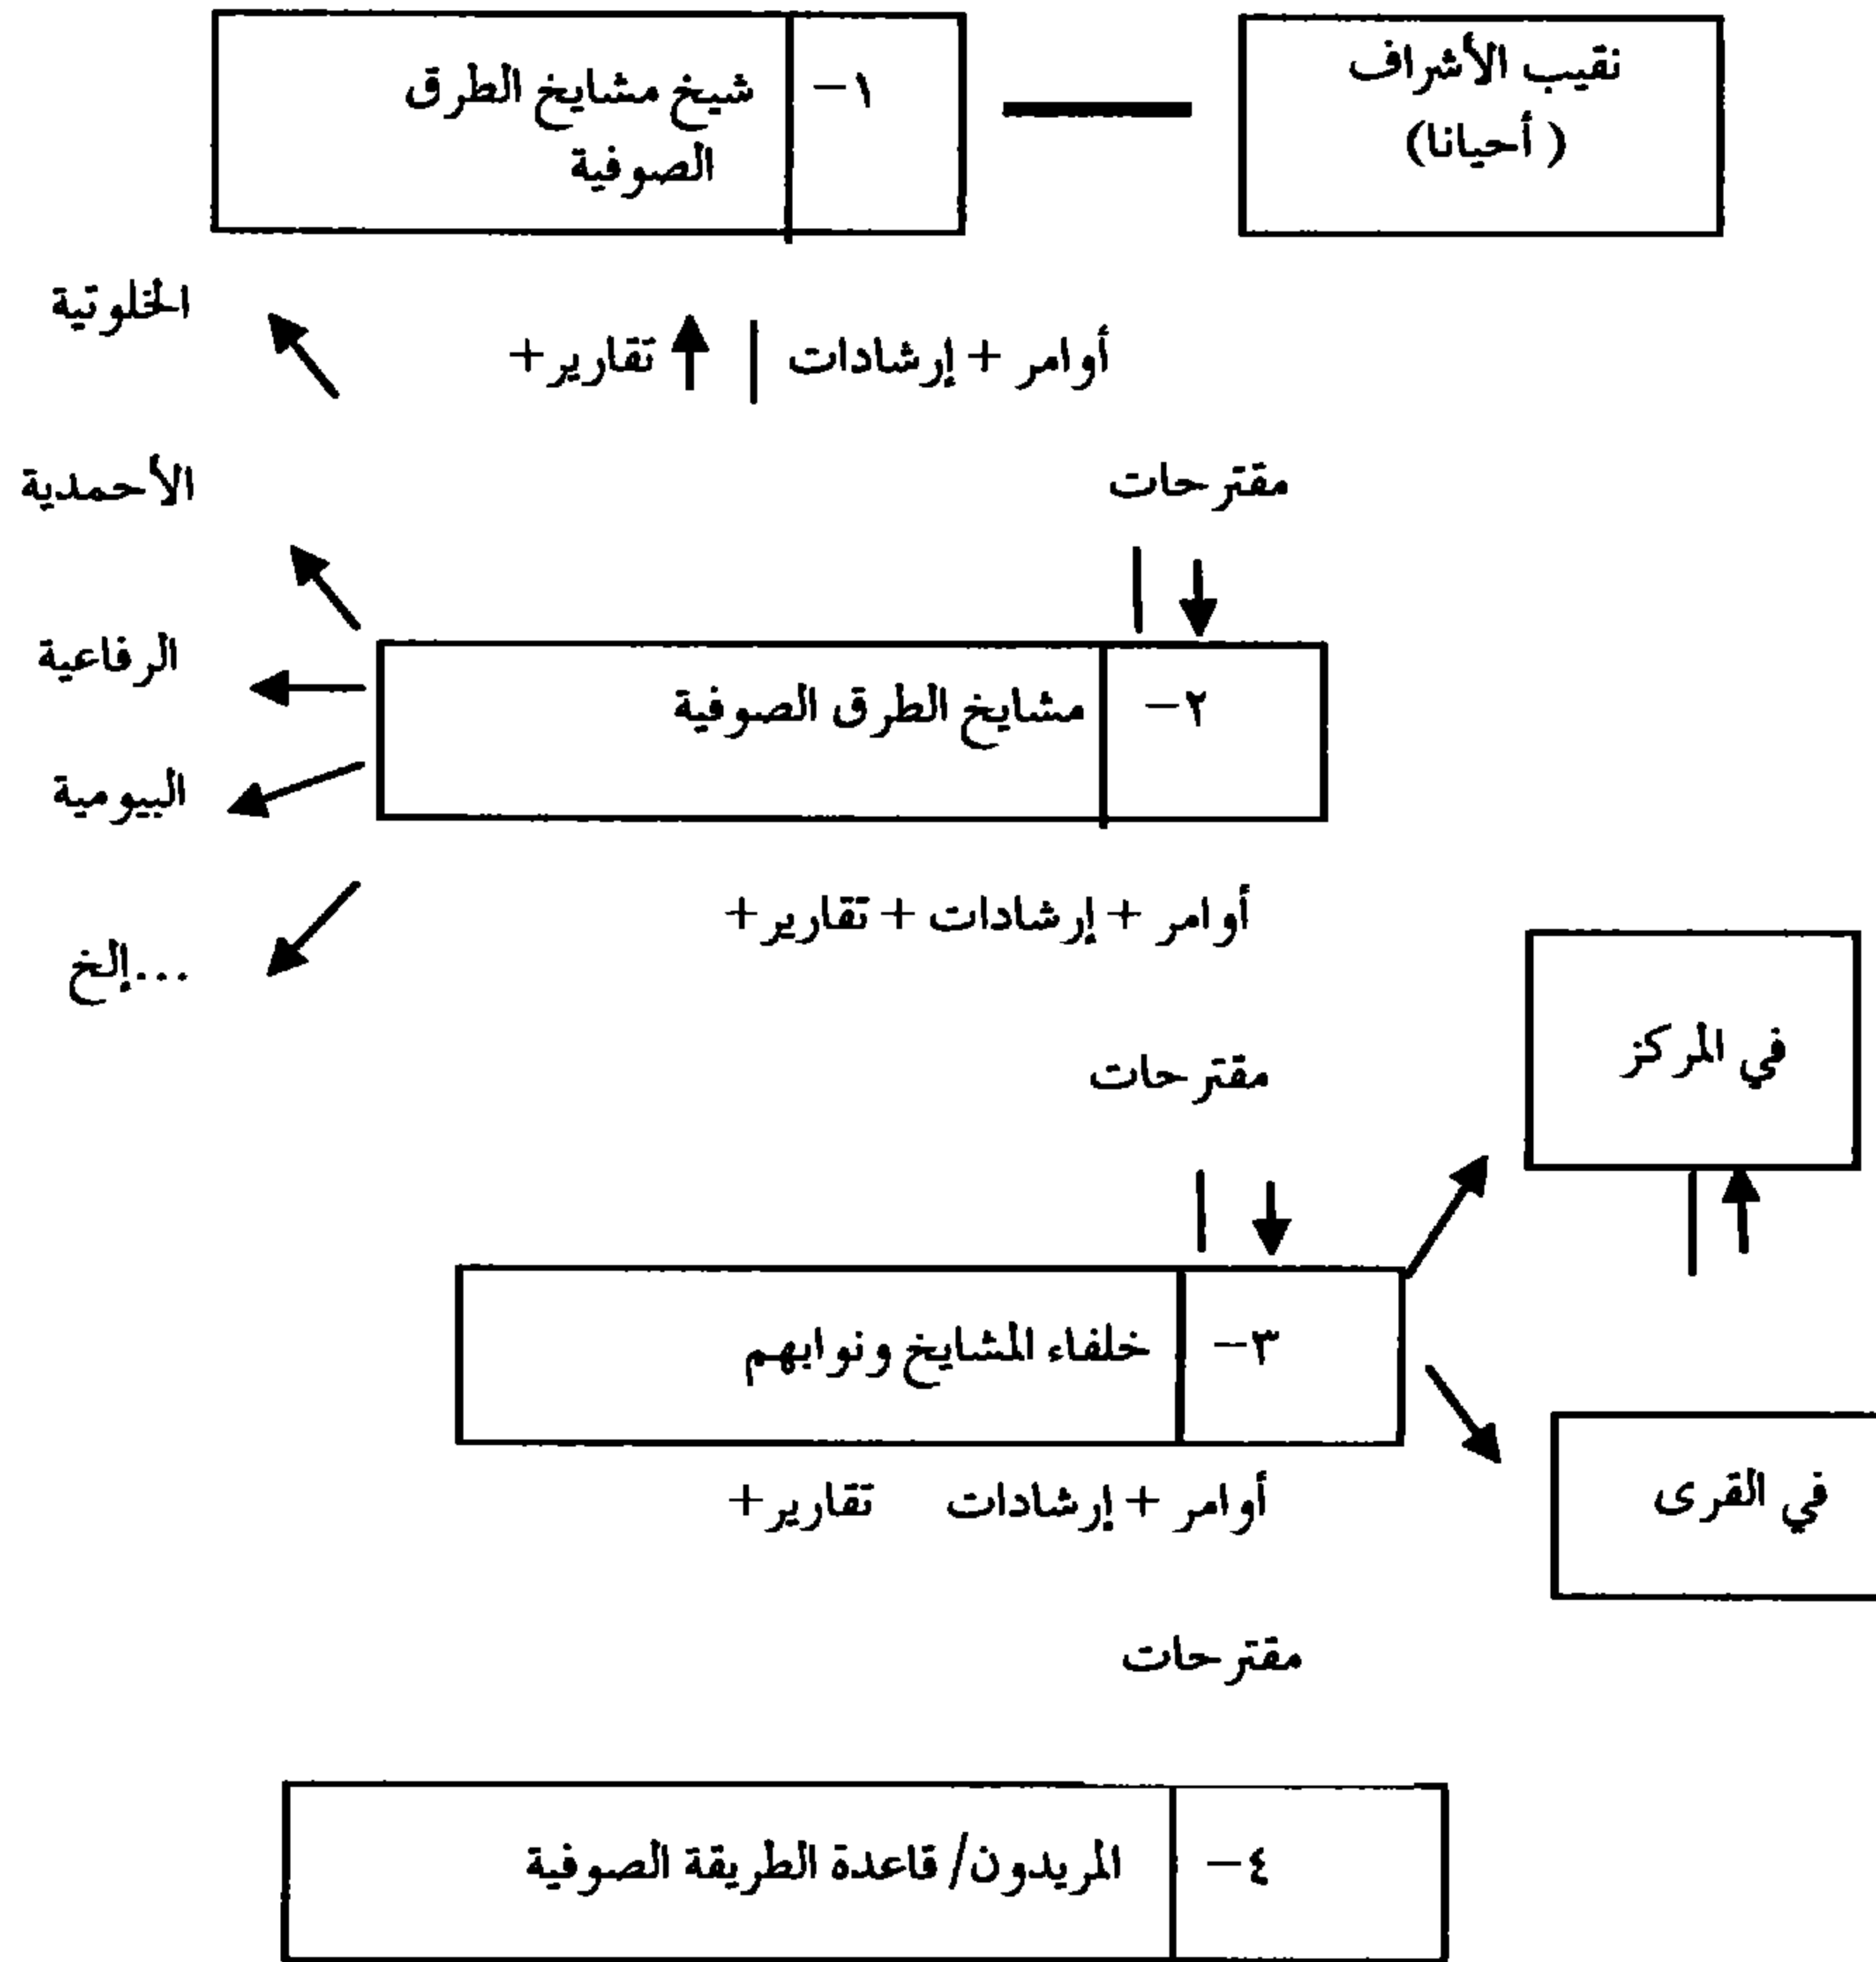 نقيب الأشراف
(أحيانا)
١- شيخ مشايخ الطرق
الصوفية
الخلوتية
أوامر + إرشادات تقارير+
مقترحات
الأحمدية
الرفاعية
٢- مشايخ الطرق الصوفية
البيومية
أوامر + إرشادات + تقارير+
...إلخ
في المركز
مقترحات
٣- خلفاء المشايخ ونوابهم
في القرى
أوامر + إرشادات تقارير+
مقترحات
٤- المريدون/ قاعدة الطريقة الصوفية